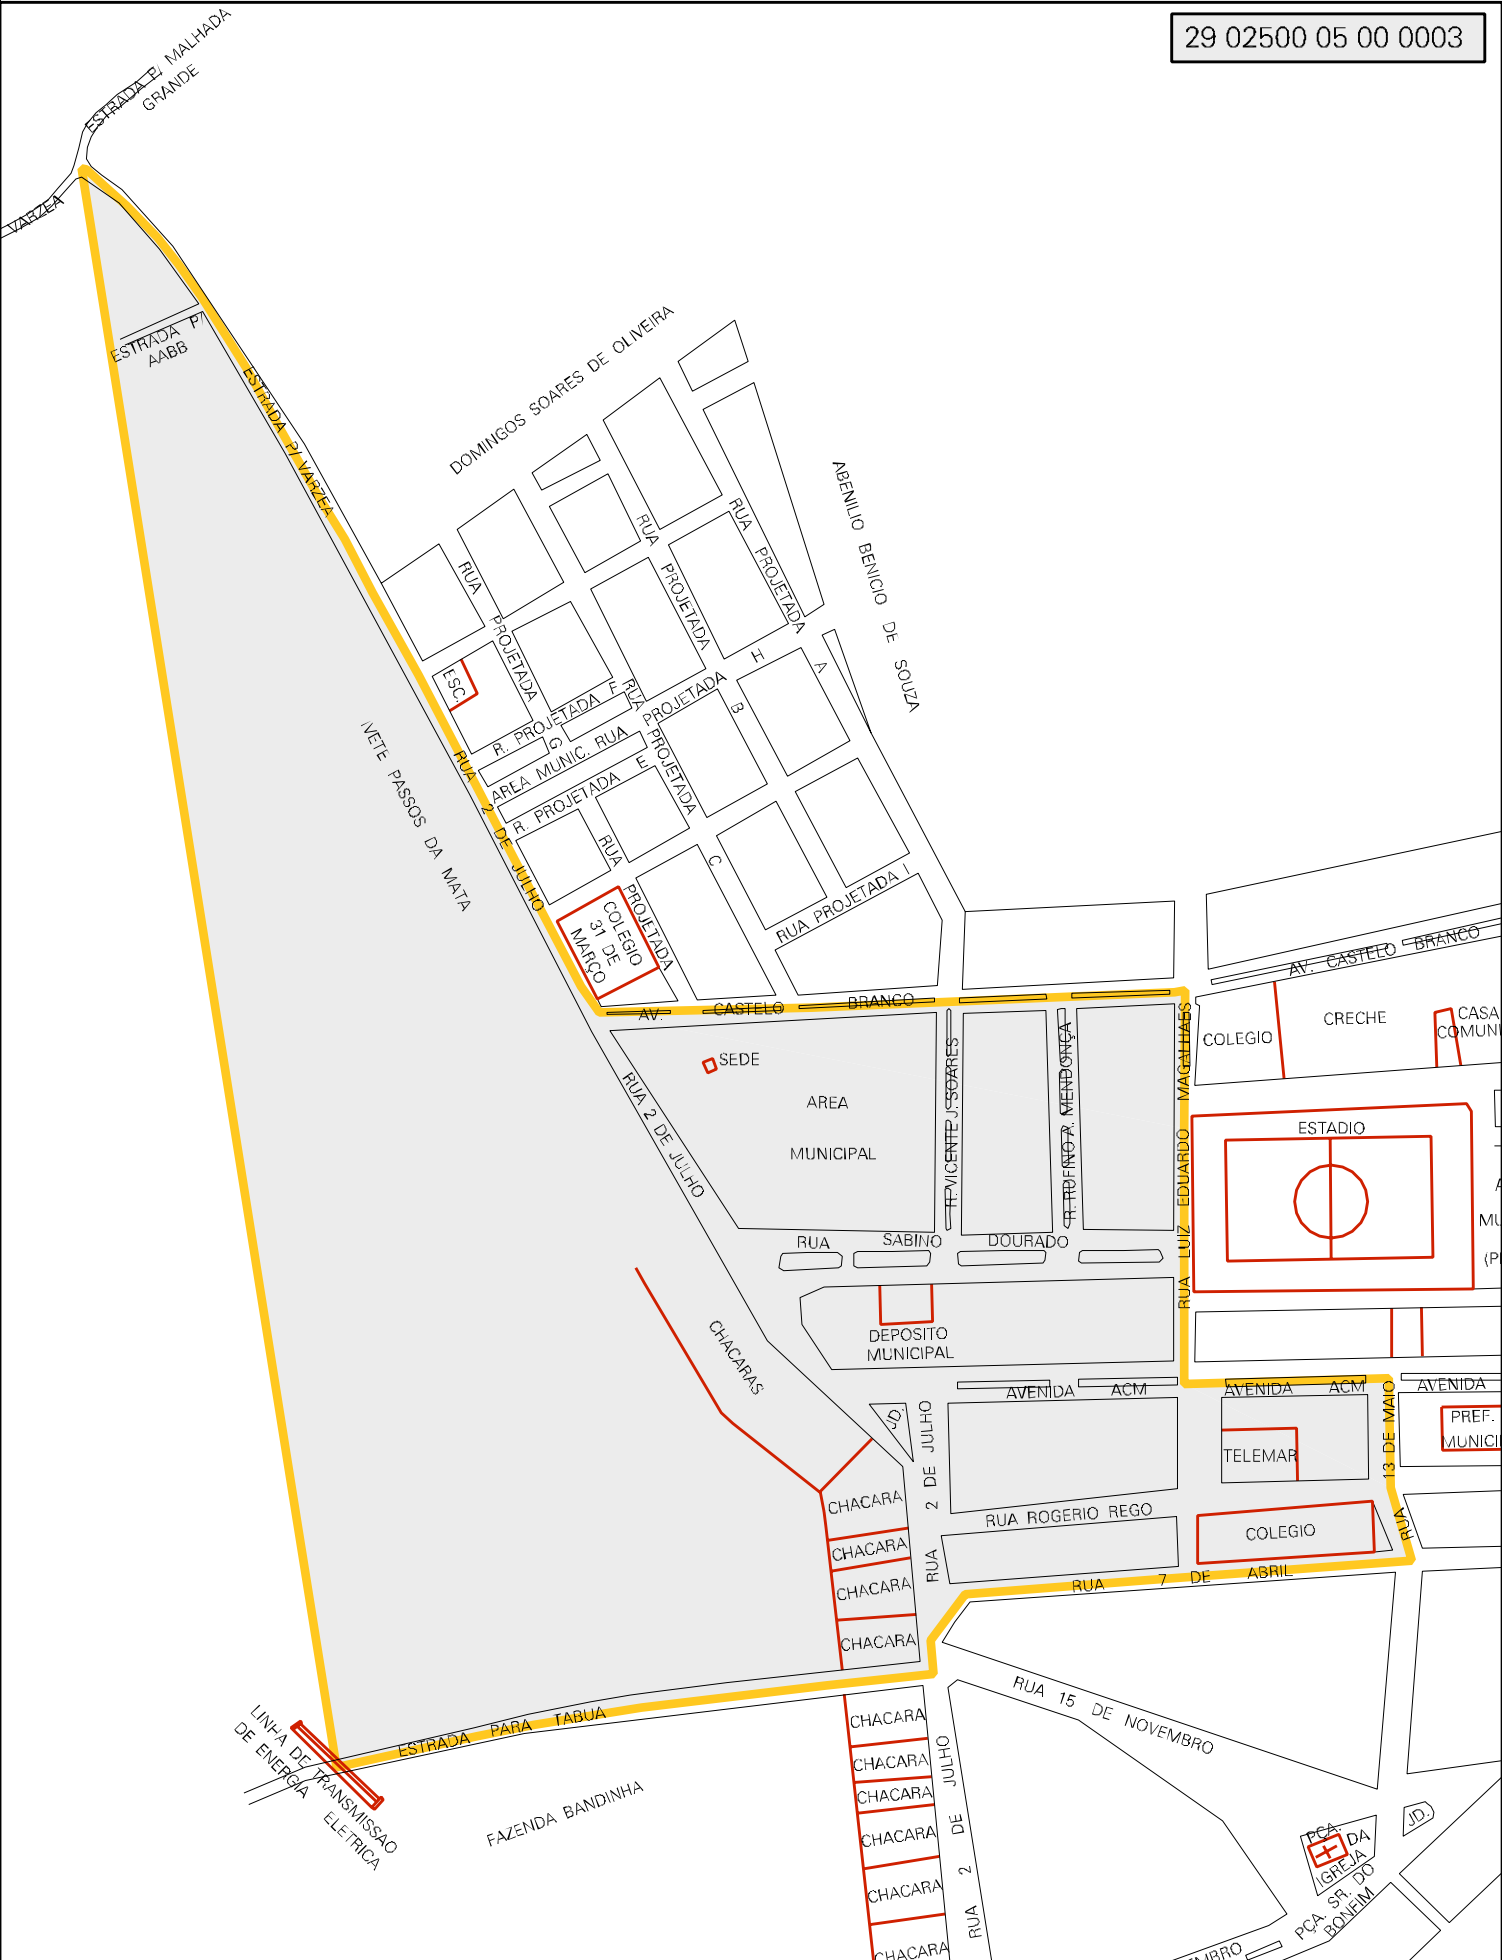 29 02500 05 00 0003
ESTRADA P/ MALHADA
GRANDE
VARZEA
ESTRADA P/
AABB
ESTRADA P/ VARZEA
DOMINGOS SOARES DE OLIVEIRA
ABENILIO BENICIO DE SOUZA
RUA PROJETADA A
RUA PROJETADA B
RUA PROJETADA C
RUA PROJETADA G
RUA PROJETADA H
ESC.
R. PROJETADA F
AREA MUNIC. RUA
R. PROJETADA E
RUA PROJETADA
RUA PROJETADA I
IVETE PASSOS DA MATA
RUA 2 DE JULHO
COLEGIO
31 DE
MARÇO
AV. CASTELO BRANCO
AV. CASTELO BRANCO
SEDE
AREA
MUNICIPAL
RUA 2 DE JULHO
R. VICENTE J. SOARES
R. RUFINO A. MENDONÇA
RUA LUIZ EDUARDO MAGALHAES
COLEGIO
CRECHE
CASA
COMUNI
ESTADIO
A
MU
(P
RUA SABINO DOURADO
DEPOSITO
MUNICIPAL
CHACARAS
AVENIDA ACM
AVENIDA ACM
AVENIDA
JD.
RUA 2 DE JULHO
TELEMAR
RUA 13 DE MAIO
PREF.
MUNICI
CHACARA
CHACARA
CHACARA
CHACARA
RUA ROGERIO REGO
COLEGIO
RUA 7 DE ABRIL
ESTRADA PARA TABUA
LINHA DE TRANSMISSAO
DE ENERGIA
ELETRICA
FAZENDA BANDINHA
RUA 15 DE NOVEMBRO
CHACARA
CHACARA
CHACARA
CHACARA
CHACARA
CHACARA
RUA 2 DE JULHO
PÇA. DA
IGREJA
JD.
PÇA. SR. DO
BONFIM
EMBRO